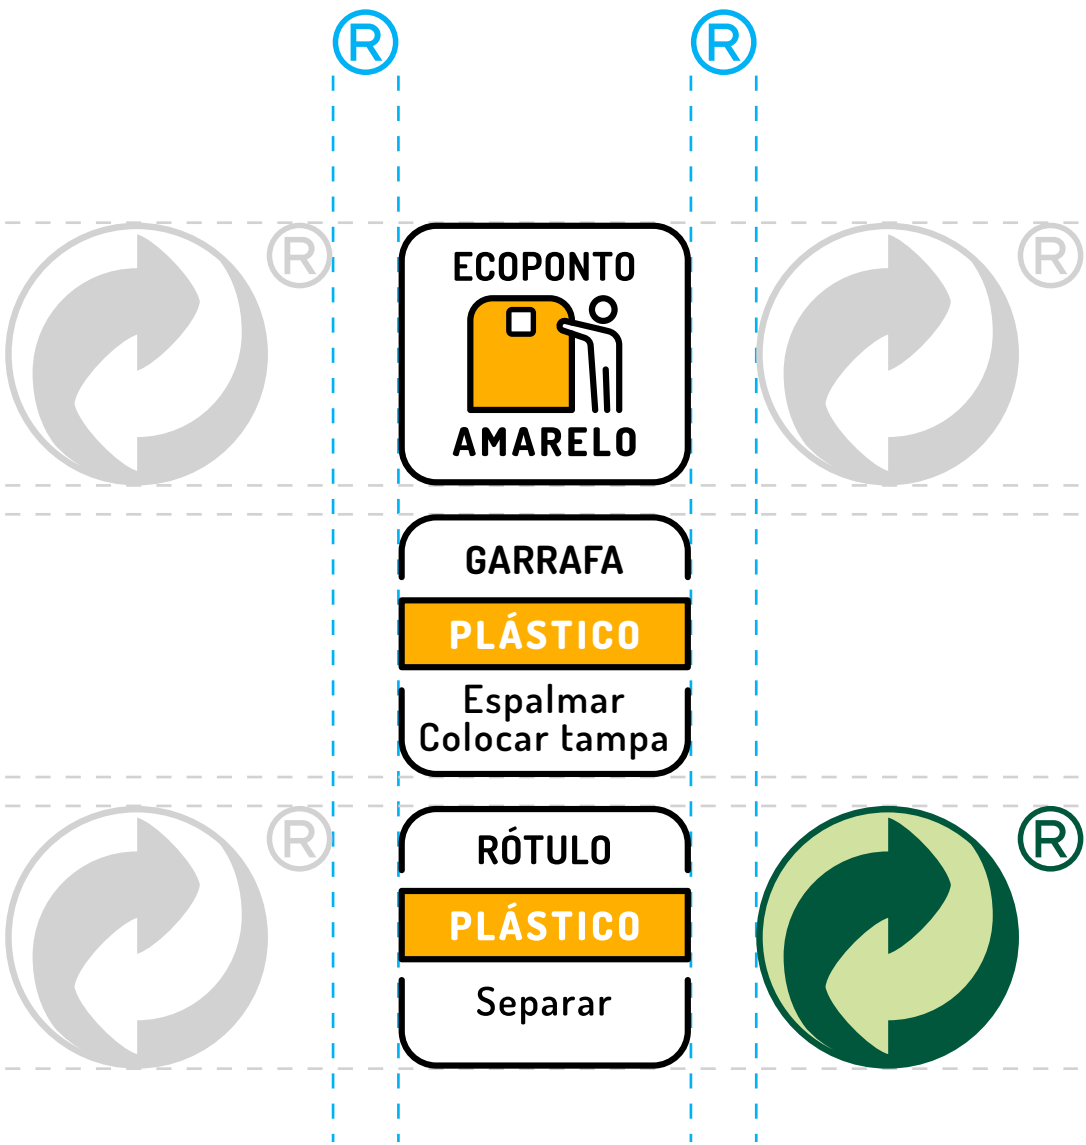 ® ®
® ®
ECOPONTO
AMARELO
GARRAFA
PLÁSTICO
Espalmar
Colocar tampa
® ®
RÓTULO
PLÁSTICO
Separar